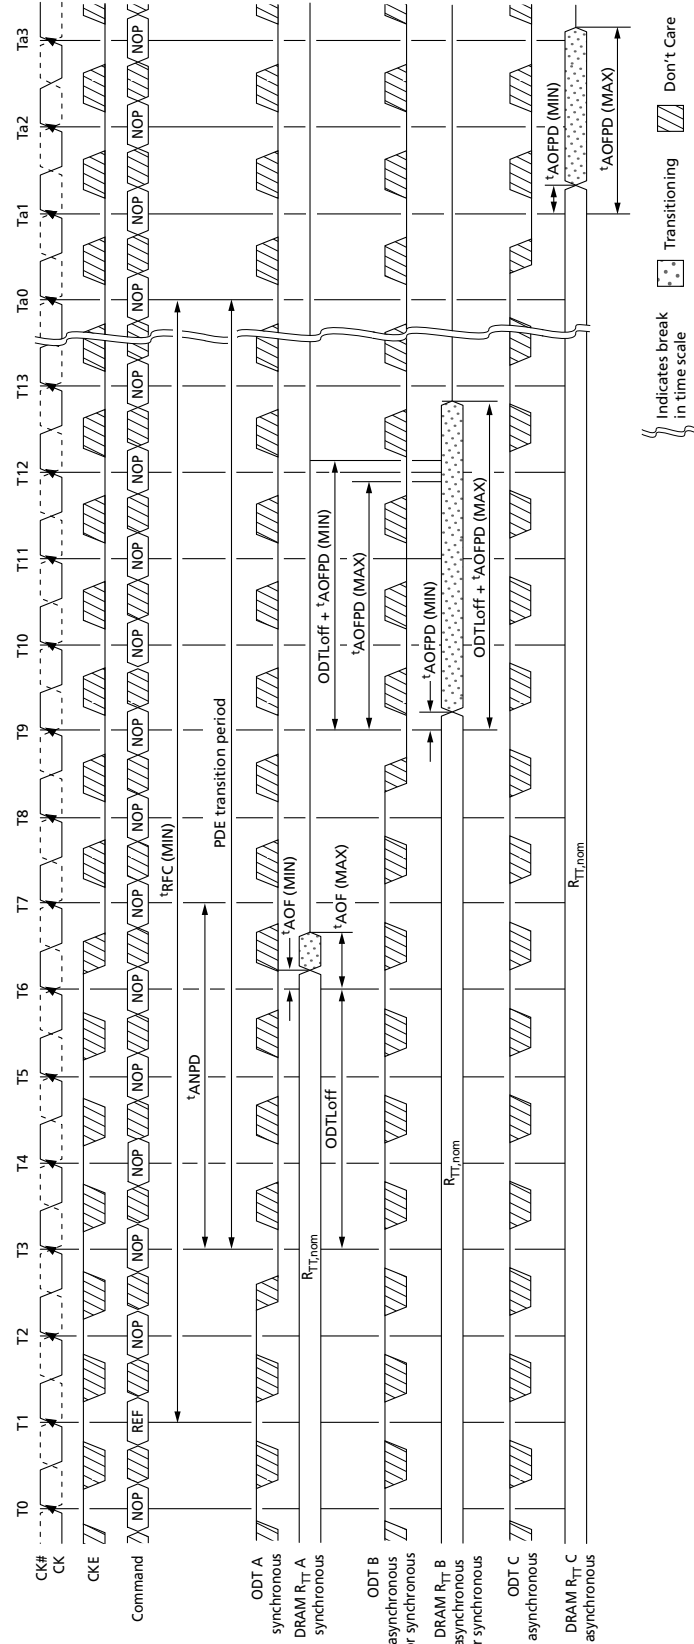 T0 T1 T2 T3 T4 T5 T6 T7 T8 T9 T10 T11 T12 T13 Ta0 Ta1 Ta2 Ta3
CK#
CK
CKE
Command
NOP REF NOP NOP NOP NOP NOP NOP NOP NOP NOP NOP NOP NOP NOP NOP NOP NOP
tRFC (MIN)
tANPD
PDE transition period
ODT A
synchronous
tAOF (MIN)
DRAM RTT A
synchronous
RTT,nom
ODTLoff
tAOF (MAX)
ODTLoff + tAOFPD (MIN)
tAOFPD (MAX)
ODT B
asynchronous
or synchronous
tAOFPD (MIN)
DRAM RTT B
asynchronous
or synchronous
RTT,nom
ODTLoff + tAOFPD (MAX)
ODT C
asynchronous
tAOFPD (MIN)
DRAM RTT C
asynchronous
RTT,nom
tAOFPD (MAX)
Indicates break
in time scale
Transitioning
Don't Care